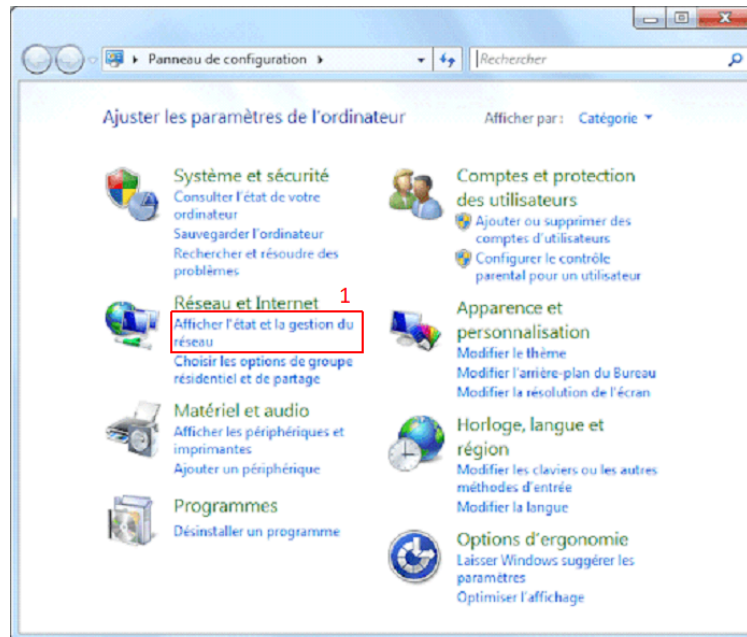 Panneau de configuration
Rechercher
Ajuster les paramètres de l'ordinateur
Afficher par : Catégorie
Système et sécurité
Consulter l'état de votre
ordinateur
Sauvegarder l'ordinateur
Rechercher et résoudre des
problèmes
Réseau et Internet
1
Afficher l'état et la gestion du
réseau
Choisir les options de groupe
résidentiel et de partage
Matériel et audio
Afficher les périphériques et
imprimantes
Ajouter un périphérique
Programmes
Désinstaller un programme
Comptes et protection
des utilisateurs
Ajouter ou supprimer des
comptes d'utilisateurs
Configurer le contrôle
parental pour un utilisateur
Apparence et
personnalisation
Modifier le thème
Modifier l'arrière-plan du Bureau
Modifier la résolution de l'écran
Horloge, langue et
région
Modifier les claviers ou les autres
méthodes d'entrée
Modifier la langue
Options d'ergonomie
Laisser Windows suggérer les
paramètres
Optimiser l'affichage